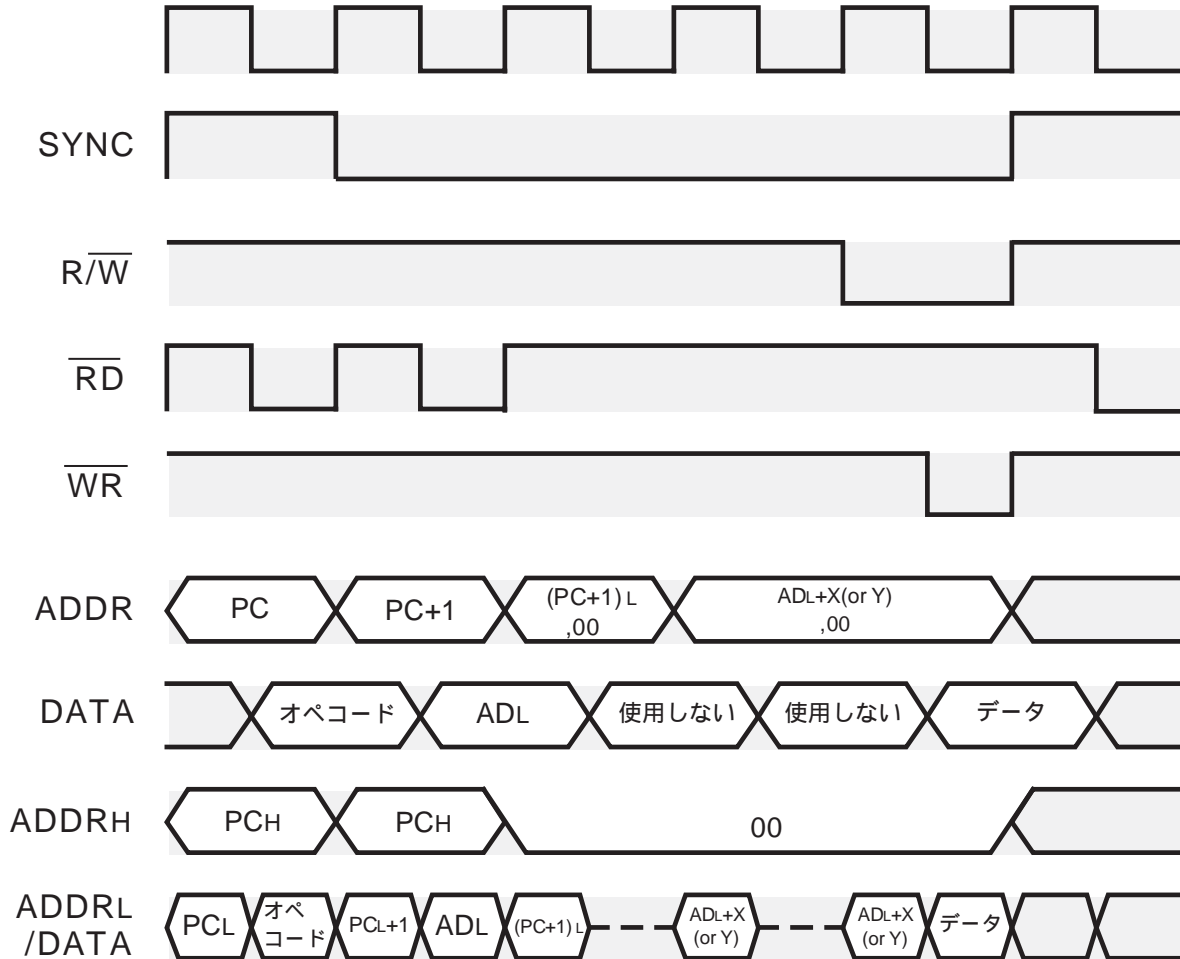 SYNC
R/W
RD
WR
ADDR PC PC+1 (PC+1)L ,00 ADL+X(or Y) ,00
DATA オペコード ADL 使用しない 使用しない データ
ADDRH PCH PCH 00
ADDRL /DATA PCL オペ コード PCL+1 ADL (PC+1)L ADL+X (or Y) ADL+X (or Y) データ